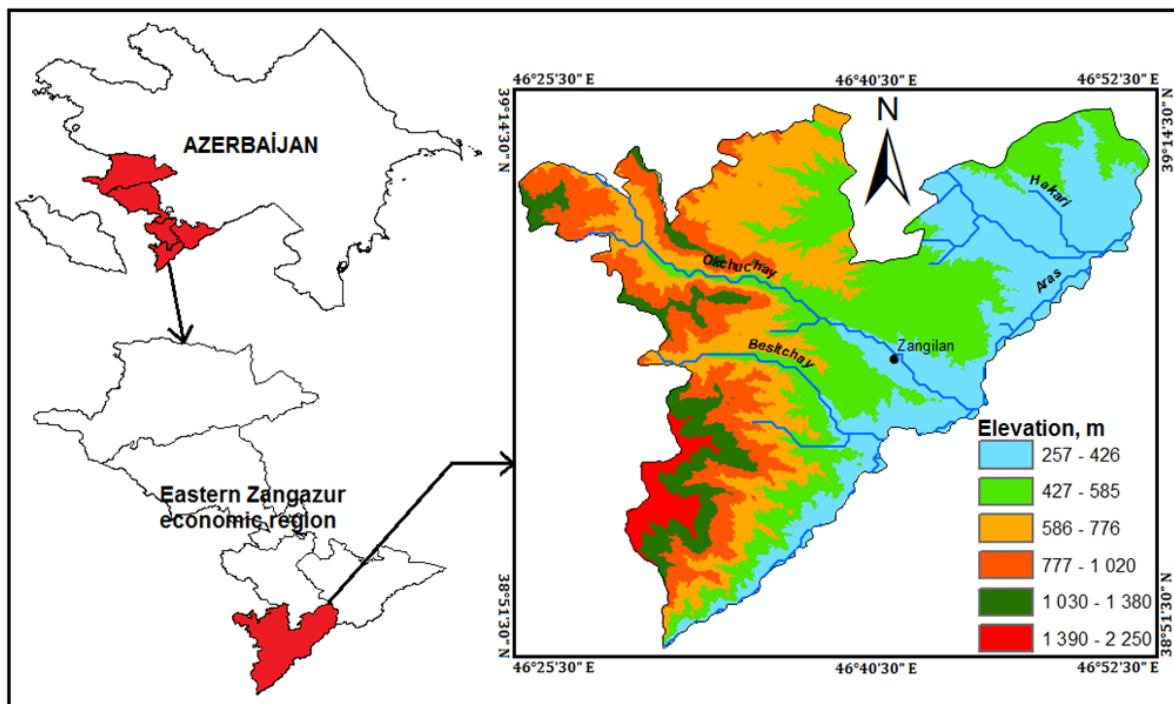 AZERBAİJAN
Eastern Zangazur
economic region
46°25'30" E
46°40'30" E
46°52'30" E
39°14'30" N
39°14'30" N
N
Hakari
Okchuchay
Aras
Besitchay
Zangilan
Elevation, m
257 - 426
427 - 585
586 - 776
777 - 1 020
1 030 - 1 380
1 390 - 2 250
38°51'30" N
38°51'30" N
46°25'30" E
46°40'30" E
46°52'30" E